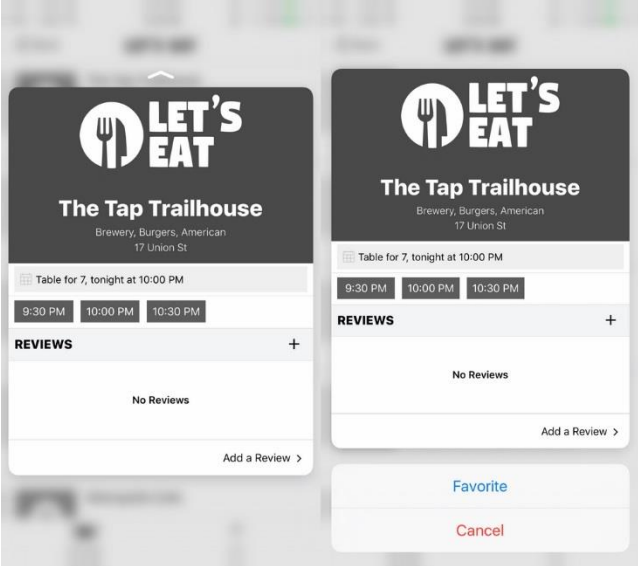 LET'S
EAT
The Tap Trailhouse
Brewery, Burgers, American
17 Union St
Table for 7, tonight at 10:00 PM
9:30 PM 10:00 PM 10:30 PM
REVIEWS +
No Reviews
Add a Review >
LET'S
EAT
The Tap Trailhouse
Brewery, Burgers, American
17 Union St
Table for 7, tonight at 10:00 PM
9:30 PM 10:00 PM 10:30 PM
REVIEWS +
No Reviews
Add a Review >
Favorite
Cancel